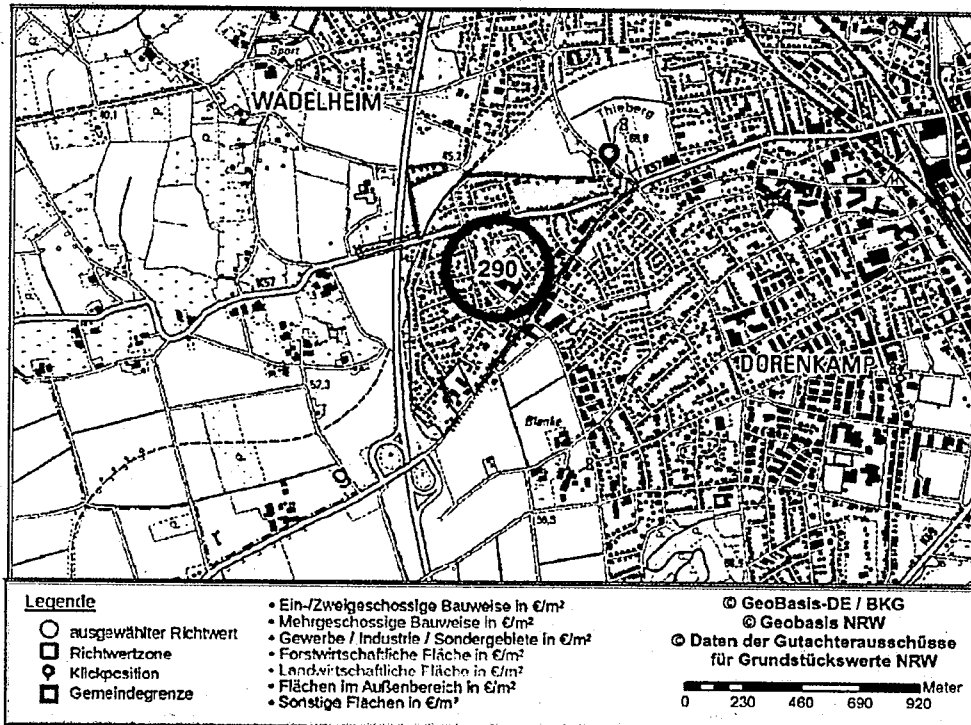 Sport
WADELHEIM
Thieberg
K57
290
K57
DORENKAMP
52,3
g
r
Legende
ausgewählter Richtwert
Richtwertzone
Klickposition
Gemeindegrenze
• Ein-/Zweigeschossige Bauweise in €/m²
• Mehrgeschossige Bauweise in €/m²
• Gewerbe / Industrie / Sondergebiete in €/m²
• Forstwirtschaftliche Fläche in €/m²
• Landwirtschaftliche Fläche in €/m²
• Flächen im Außenbereich in €/m²
• Sonstige Flächen in €/m²
© GeoBasis-DE / BKG
© Geobasis NRW
© Daten der Gutachterausschüsse
für Grundstückswerte NRW
Meter
0 230 460 690 920